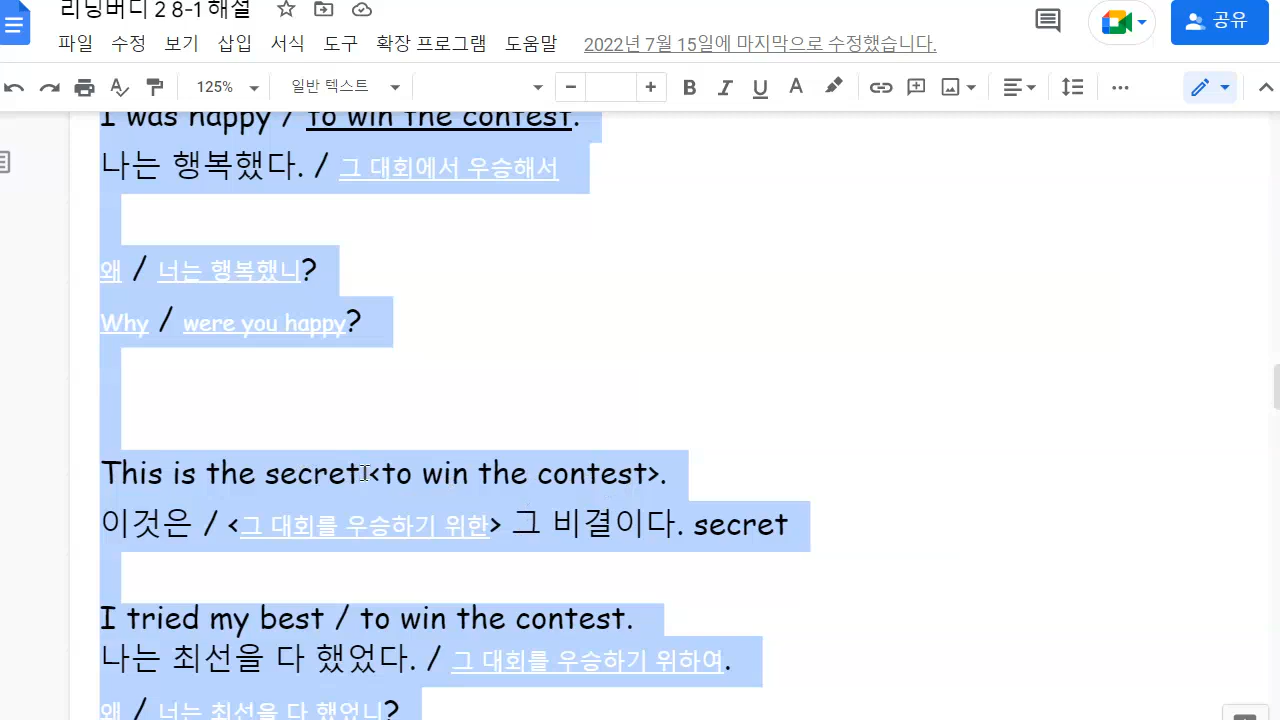 리닝버디 2 8-1 해설
파일 수정 보기 삽입 서식 도구 확장 프로그램 도움말 2022년 7월 15일에 마지막으로 수정했습니다.
공유
125% 일반 텍스트
I was happy / to win the contest.
나는 행복했다. / 그 대회에서 우승해서
왜 / 너는 행복했니?
Why / were you happy?
This is the secret <to win the contest>.
이것은 / <그 대회를 우승하기 위한> 그 비결이다. secret
I tried my best / to win the contest.
나는 최선을 다 했었다. / 그 대회를 우승하기 위하여.
왜 / 너는 최선을 다 했었니?